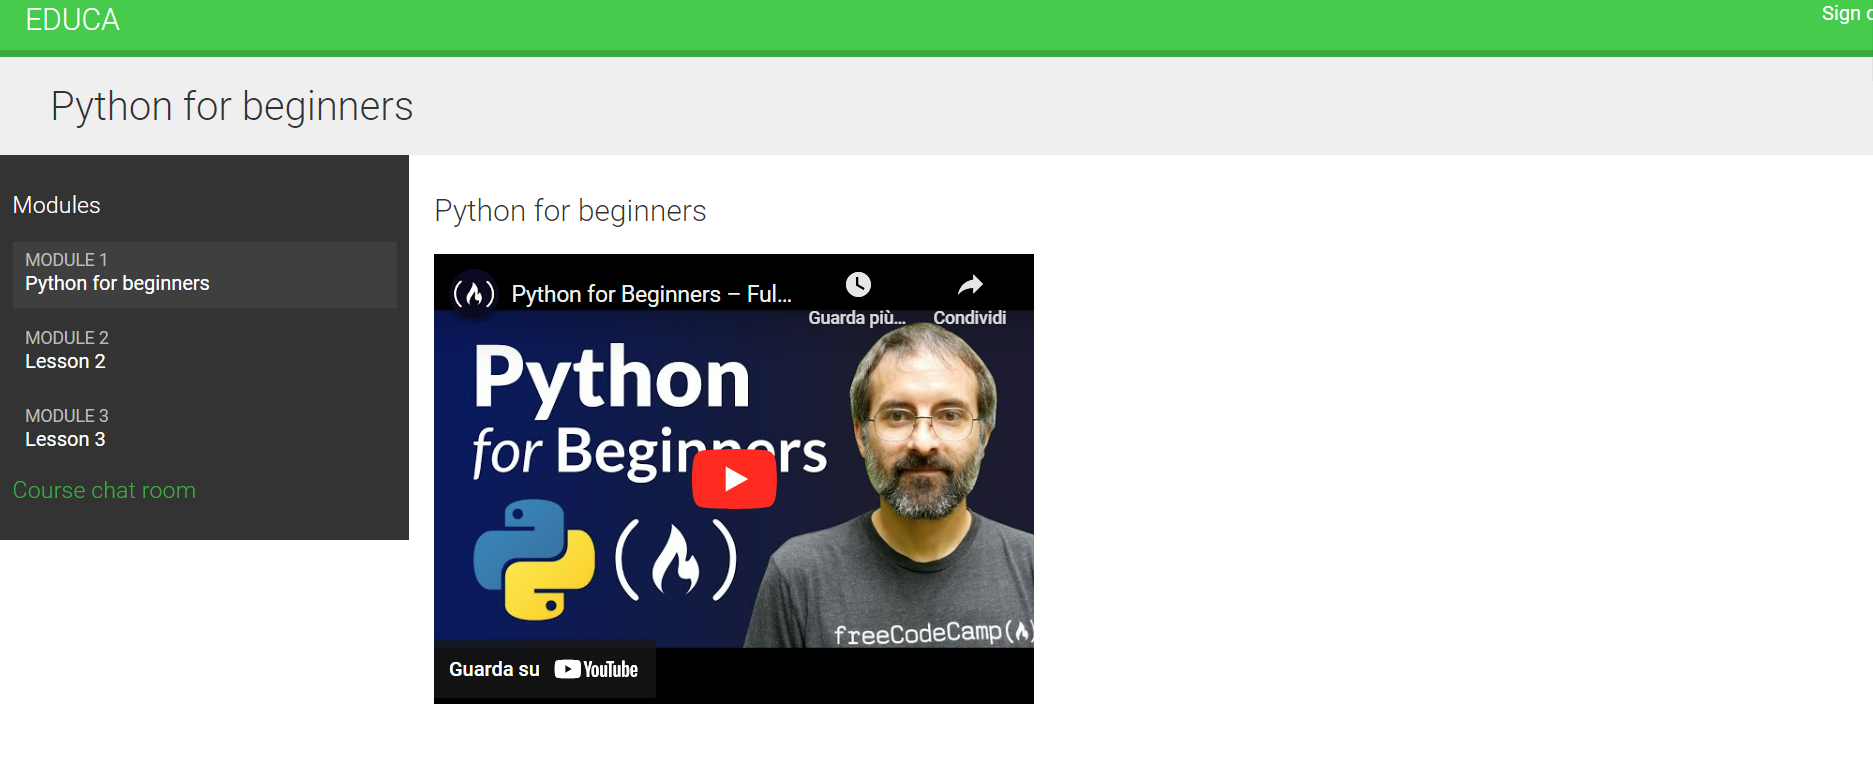 EDUCA
Sign
Python for beginners
Modules
MODULE 1
Python for beginners
MODULE 2
Lesson 2
MODULE 3
Lesson 3
Course chat room
Python for beginners
Python for Beginners – Ful...
Guarda più...
Condividi
Python
for Beginners
freeCodeCamp
Guarda su YouTube